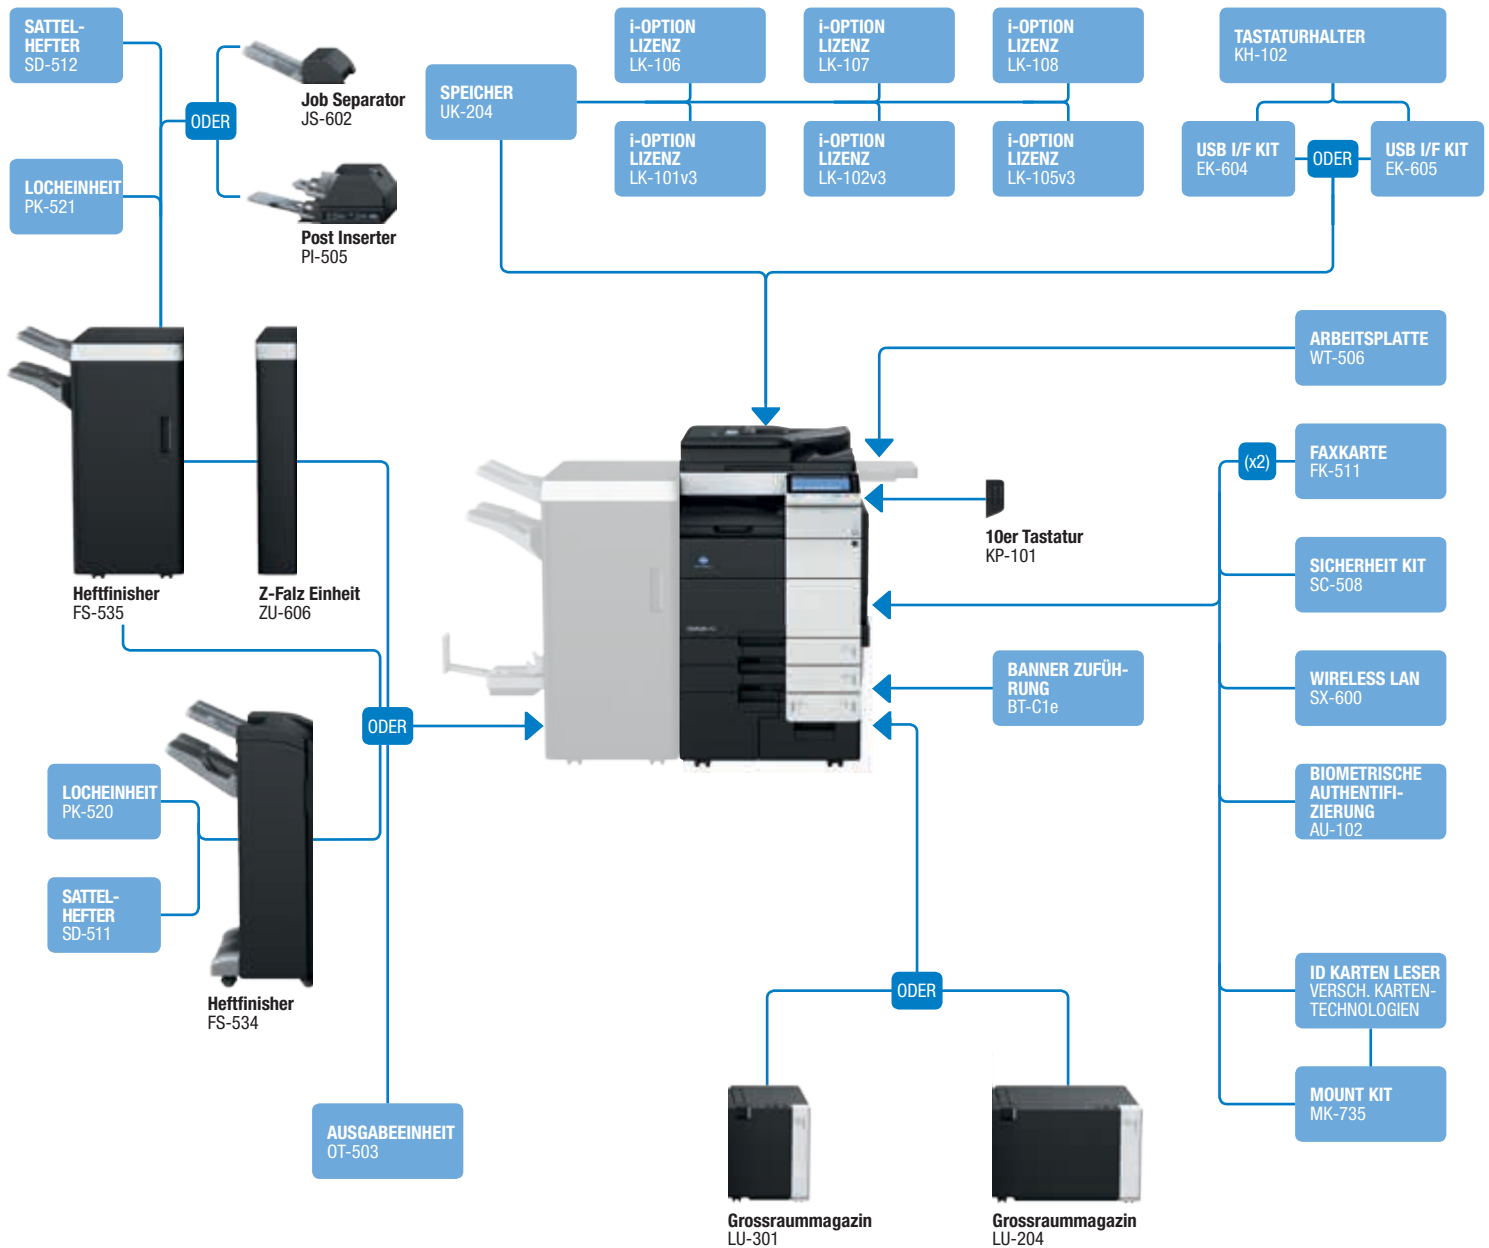 SATTEL-
HEFTER
SD-512
ODER
Job Separator
JS-602
LOCHEINHEIT
PK-521
Post Inserter
PI-505
SPEICHER
UK-204
i-OPTION
LIZENZ
LK-106
i-OPTION
LIZENZ
LK-107
i-OPTION
LIZENZ
LK-108
i-OPTION
LIZENZ
LK-101v3
i-OPTION
LIZENZ
LK-102v3
i-OPTION
LIZENZ
LK-105v3
TASTATURHALTER
KH-102
USB I/F KIT
EK-604
ODER
USB I/F KIT
EK-605
ARBEITSPLATTE
WT-506
(x2)
FAXKARTE
FK-511
10er Tastatur
KP-101
SICHERHEIT KIT
SC-508
Heftfinisher
FS-535
Z-Falz Einheit
ZU-606
BANNER ZUFÜH-
RUNG
BT-C1e
WIRELESS LAN
SX-600
ODER
LOCHEINHEIT
PK-520
BIOMETRISCHE
AUTHENTIFI-
ZIERUNG
AU-102
SATTEL-
HEFTER
SD-511
Heftfinisher
FS-534
ODER
ID KARTEN LESER
VERSCH. KARTEN-
TECHNOLOGIEN
MOUNT KIT
MK-735
AUSGABEEINHEIT
OT-503
Grossraummagazin
LU-301
Grossraummagazin
LU-204